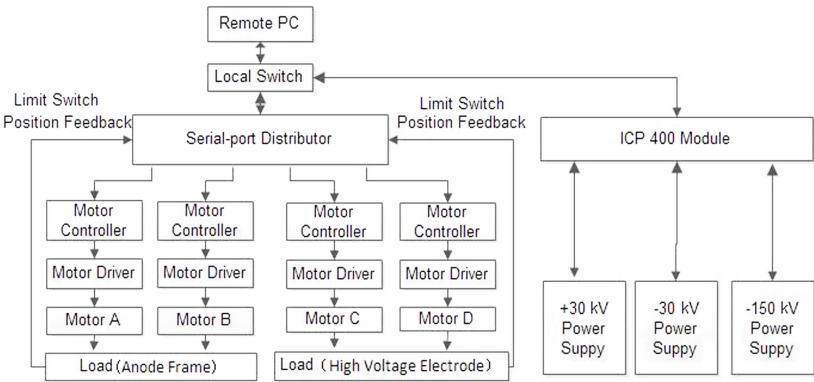 Remote PC
Local Switch
Limit Switch
Position Feedback
Limit Switch
Position Feedback
Serial-port Distributor
ICP 400 Module
Motor
Controller
Motor
Controller
Motor
Controller
Motor
Controller
Motor Driver
Motor Driver
Motor Driver
Motor Driver
Motor A
Motor B
Motor C
Motor D
Load (Anode Frame)
Load（High Voltage Electrode）
+30 kV
Power
Suppy
-30 kV
Power
Suppy
-150 kV
Power
Suppy